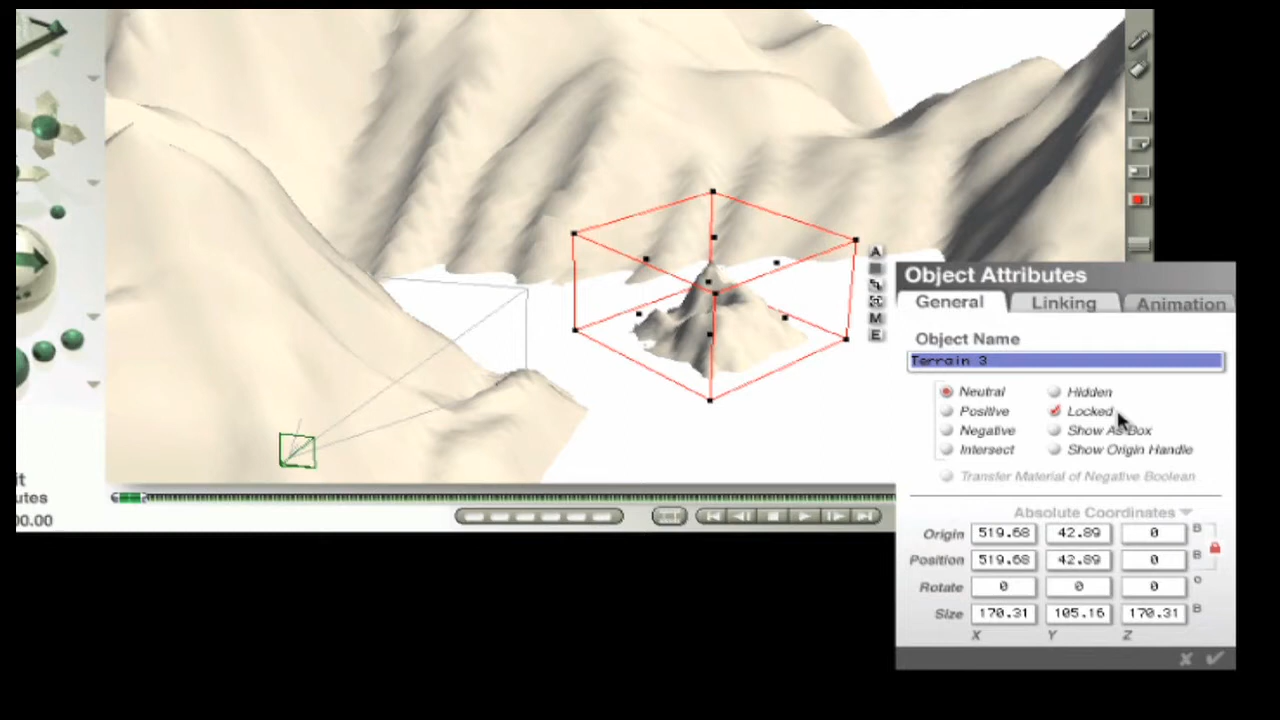 A
M
E
Object Attributes
General Linking Animation
Object Name
Terrain 3
Neutral Hidden
Positive Locked
Negative Show As Box
Intersect Show Origin Handle
Transfer Material of Negative Boolean
Absolute Coordinates
Origin 519.68 42.89 0 B
Position 519.68 42.89 0 B
Rotate 0 0 0 o
Size 170.31 105.16 170.31 B
X Y Z
it
utes
00.00